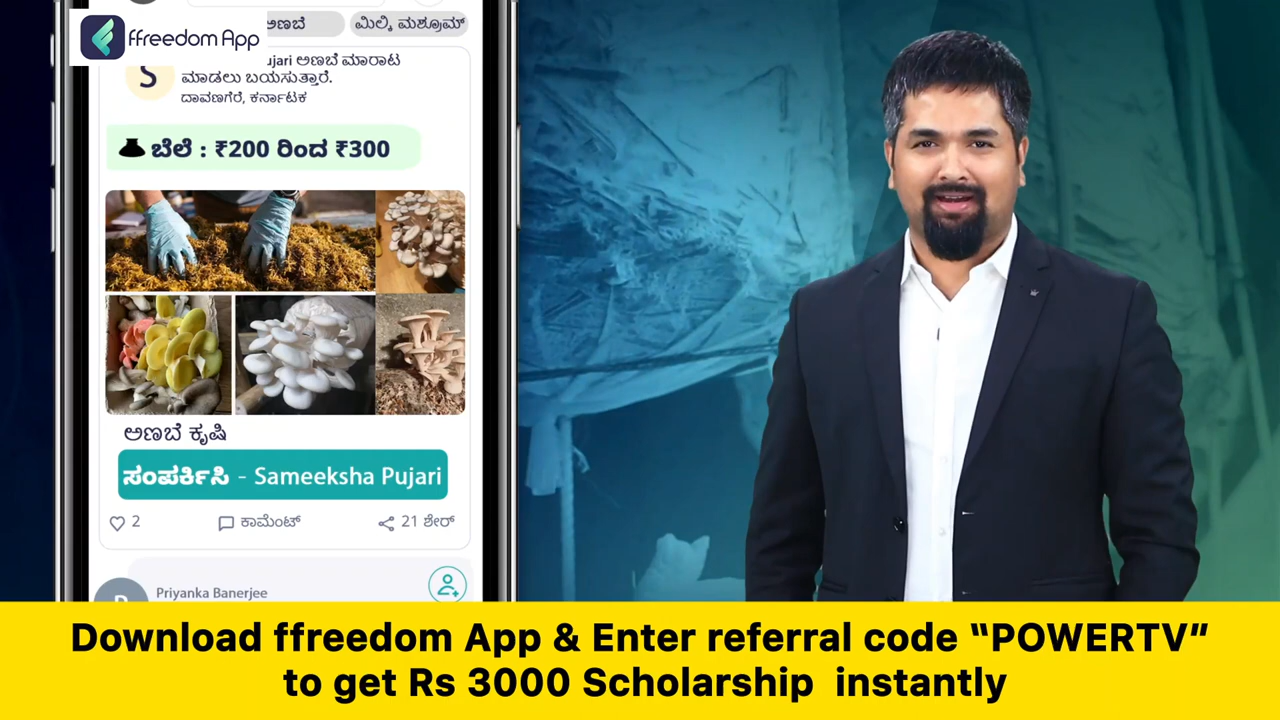 ಅಣಬೆ
ಮಿಲ್ಕಿ ಮಶ್ರೂಮ್
ffreedom App
S
ujari ಅಣಬೆ ಮಾರಾಟ
ಮಾಡಲು ಬಯಸುತ್ತಾರೆ.
ದಾವಣಗೆರೆ, ಕರ್ನಾಟಕ
ಬೆಲೆ : ₹200 ರಿಂದ ₹300
ಅಣಬೆ ಕೃಷಿ
ಸಂಪರ್ಕಿಸಿ - Sameeksha Pujari
2
ಕಾಮೆಂಟ್
21 ಶೇರ್
Priyanka Banerjee
Download ffreedom App & Enter referral code “POWERTV”
to get Rs 3000 Scholarship instantly